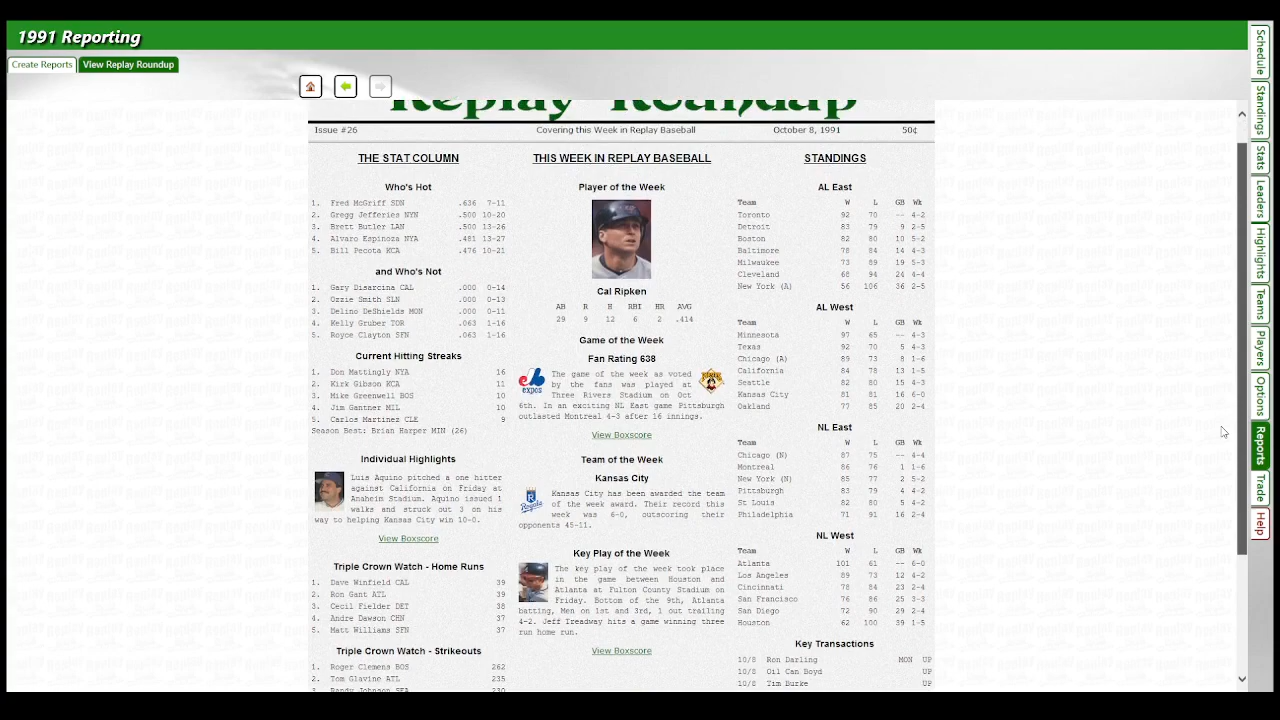 1991 Reporting
Create Reports
View Replay Roundup
Replay Roundup
Issue #26
Covering this Week in Replay Baseball
October 8, 1991
50¢
THE STAT COLUMN
Who's Hot
1. Fred McGriff SDN .636 7-11
2. Gregg Jefferies NYN .500 10-20
3. Brett Butler LAN .500 13-26
4. Alvaro Espinoza NYA .481 13-27
5. Bill Pecota KCA .476 10-21
and Who's Not
1. Gary Disarcina CAL .000 0-14
2. Ozzie Smith SLN .000 0-13
3. Delino DeShields MON .000 0-11
4. Kelly Gruber TOR .063 1-16
5. Royce Clayton SFN .063 1-16
Current Hitting Streaks
1. Don Mattingly NYA 16
2. Kirk Gibson KCA 11
3. Mike Greenwell BOS 10
4. Jim Gantner MIL 10
5. Carlos Martinez CLE 9
Season Best: Brian Harper MIN (26)
Individual Highlights
Luis Aquino pitched a one hitter
against California on Friday at
Anaheim Stadium. Aquino issued 1
walks and struck out 3 on his
way to helping Kansas City win 10-0.
View Boxscore
Triple Crown Watch - Home Runs
1. Dave Winfield CAL 39
2. Ron Gant ATL 39
3. Cecil Fielder DET 38
4. Andre Dawson CHN 37
5. Matt Williams SFN 37
Triple Crown Watch - Strikeouts
1. Roger Clemens BOS 262
2. Tom Glavine ATL 235
3. Randy Johnson SEA 230
THIS WEEK IN REPLAY BASEBALL
Player of the Week
Cal Ripken
AB R H RBI HR AVG
29 9 12 6 2 .414
Game of the Week
Fan Rating 638
expos
The game of the week as voted
by the fans was played at
Three Rivers Stadium on Oct
6th. In an exciting NL East game Pittsburgh
outlasted Montreal 4-3 after 16 innings.
View Boxscore
Team of the Week
Kansas City
Royals
Kansas City has been awarded the team
of the week. Their record this
week was 6-0, outscoring their
opponents 45-11.
Key Play of the Week
The key play of the week took place
in the game between Houston and
Atlanta at Fulton County Stadium on
Friday. Bottom of the 9th, Atlanta
batting, Men on 1st and 3rd, 1 out trailing
4-2. Jeff Treadway hits a game winning three
run home run.
View Boxscore
STANDINGS
AL East
Team W L GB Wk
Toronto 92 70 -- 4-2
Detroit 83 79 9 2-5
Boston 82 80 10 5-2
Baltimore 78 84 14 4-3
Milwaukee 73 89 19 5-3
Cleveland 68 94 24 4-4
New York (A) 56 106 36 2-5
AL West
Team W L GB Wk
Minnesota 97 65 -- 4-3
Texas 92 70 5 4-3
Chicago (A) 89 73 8 1-6
California 84 78 13 1-5
Seattle 82 80 15 4-3
Kansas City 81 81 16 6-0
Oakland 77 85 20 2-4
NL East
Team W L GB Wk
Chicago (N) 87 75 -- 4-4
Montreal 86 76 1 1-6
New York (N) 85 77 2 5-2
Pittsburgh 83 79 4 4-2
St Louis 82 80 5 4-2
Philadelphia 71 91 16 2-4
NL West
Team W L GB Wk
Atlanta 101 61 -- 6-0
Los Angeles 89 73 12 4-2
Cincinnati 78 84 23 2-4
San Francisco 76 86 25 3-3
San Diego 72 90 29 2-4
Houston 62 100 39 1-5
Key Transactions
10/8 Ron Darling MON UP
10/8 Oil Can Boyd UP
10/8 Tim Burke UP
Schedule
Standings
Stats
Leaders
Highlights
Teams
Players
Options
Reports
Trade
Help